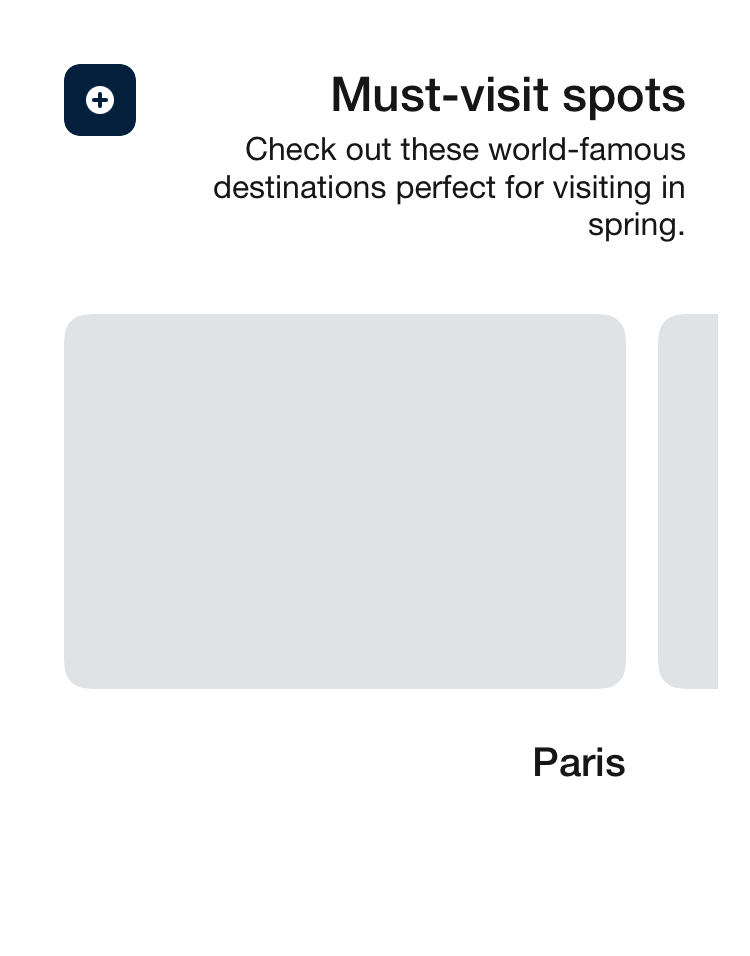 Must-visit spots
Check out these world-famous
destinations perfect for visiting in
spring.
Paris